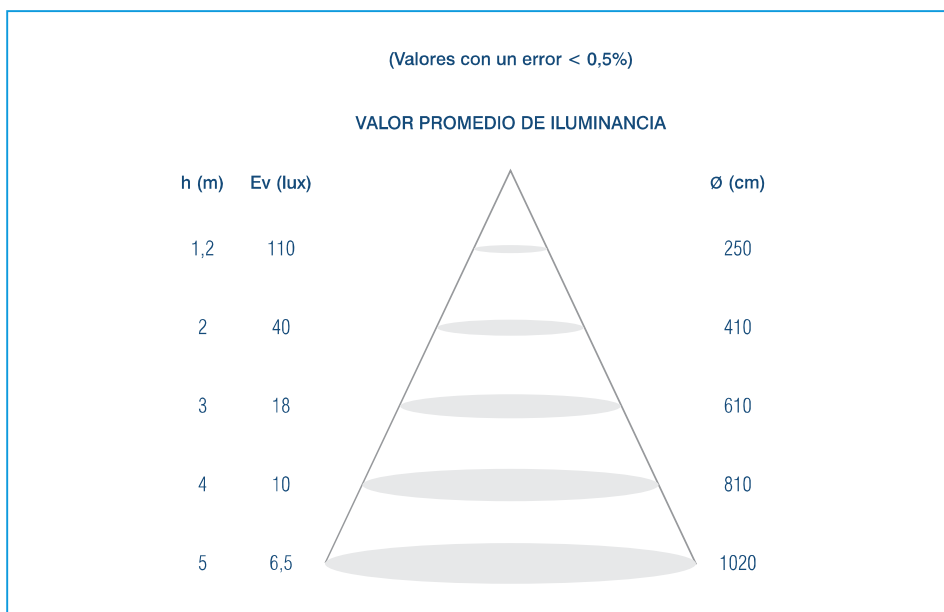 (Valores con un error < 0,5%)
VALOR PROMEDIO DE ILUMINANCIA
h (m) Ev (lux) Ø (cm)
1,2 110 250
2 40 410
3 18 610
4 10 810
5 6,5 1020